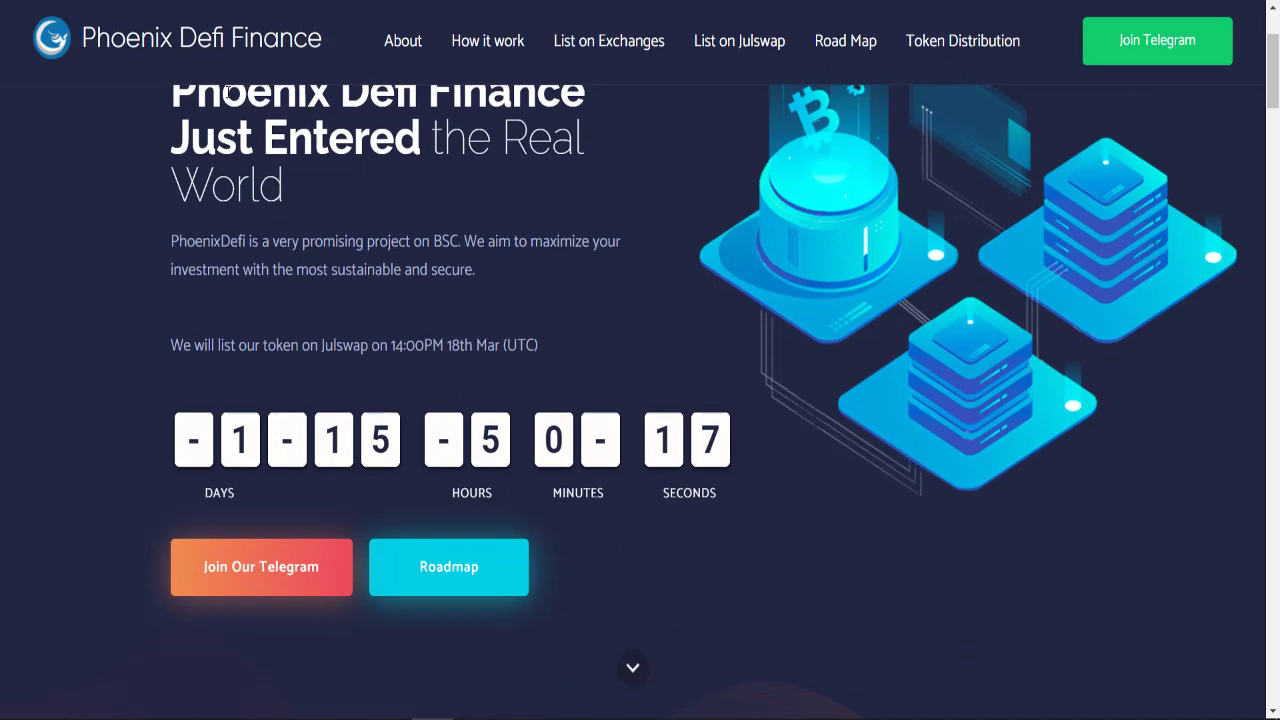 Phoenix Defi Finance
About
How it work
List on Exchanges
List on Julswap
Road Map
Token Distribution
Join Telegram
Phoenix Defi Finance
Just Entered the Real
World
PhoenixDefi is a very promising project on BSC. We aim to maximize your
investment with the most sustainable and secure.
We will list our token on Julswap on 14:00PM 18th Mar (UTC)
- 1 - 1 5 - 5 0 - 1 7
DAYS HOURS MINUTES SECONDS
Join Our Telegram Roadmap